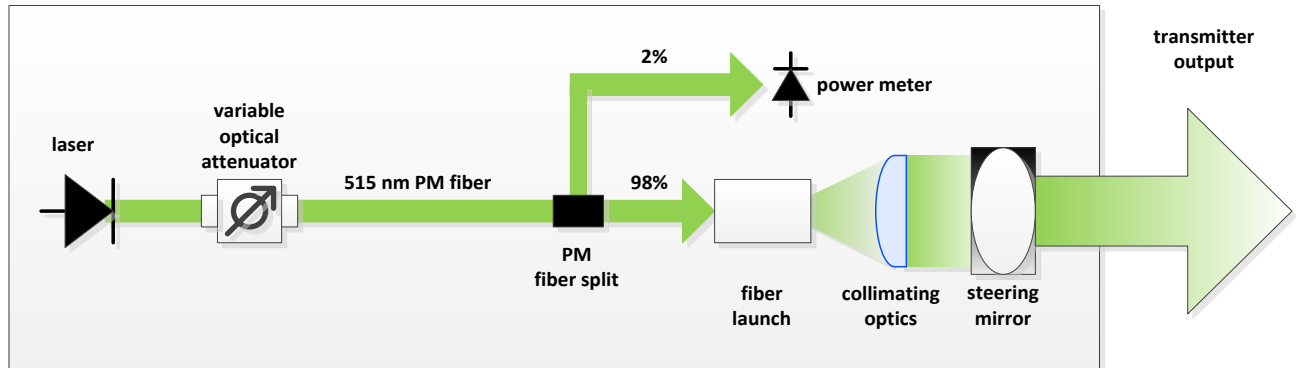 transmitter
output
2%
power meter
variable
optical
attenuator
laser
515 nm PM fiber
98%
PM
fiber split
fiber
launch
collimating
optics
steering
mirror